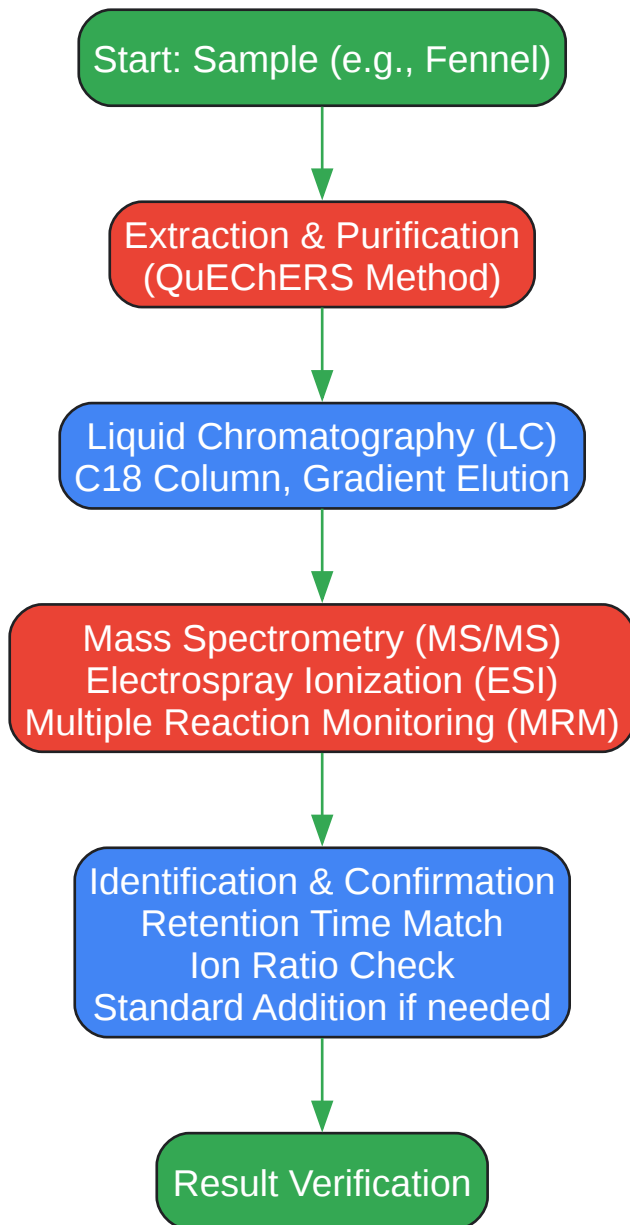 Start: Sample (e.g., Fennel)
Extraction & Purification
(QuEChERS Method)
Liquid Chromatography (LC)
C18 Column, Gradient Elution
Mass Spectrometry (MS/MS)
Electrospray Ionization (ESI)
Multiple Reaction Monitoring (MRM)
Identification & Confirmation
Retention Time Match
Ion Ratio Check
Standard Addition if needed
Result Verification